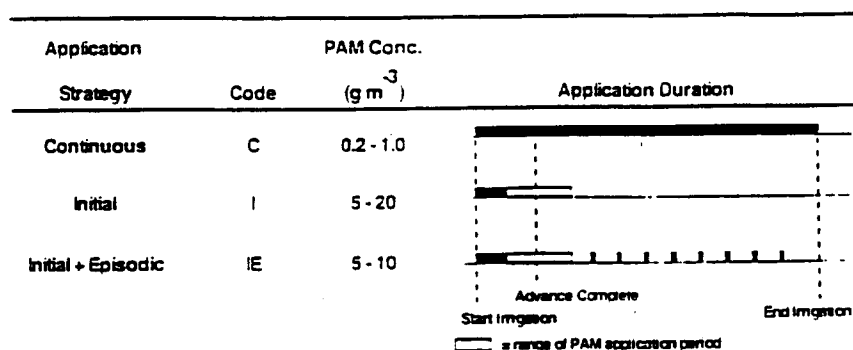 Application PAM Conc.
Strategy Code (g m-3) Application Duration
Continuous C 0.2 - 1.0
Initial I 5 - 20
Initial + Episodic IE 5 - 10
Advance Complete
Start Irrigation End Irrigation
= range of PAM application period